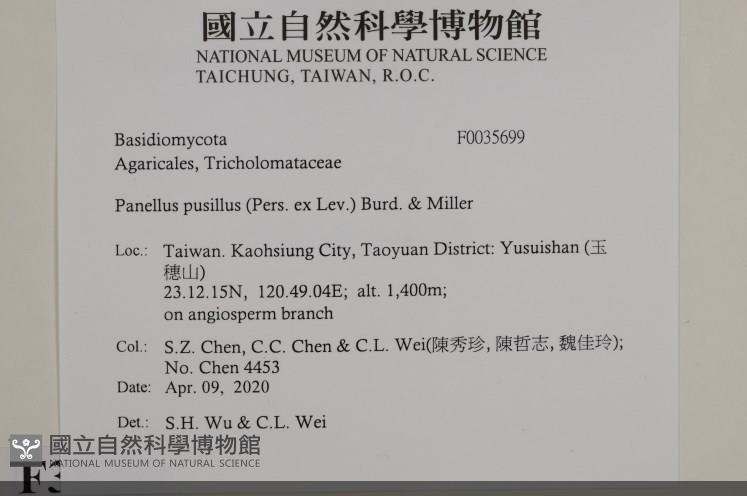 國立自然科學博物館
NATIONAL MUSEUM OF NATURAL SCIENCE
TAICHUNG, TAIWAN, R.O.C.
Basidiomycota F0035699
Agaricales, Tricholomataceae
Panellus pusillus (Pers. ex Lev.) Burd. & Miller
Loc.: Taiwan. Kaohsiung City, Taoyuan District: Yusuishan (玉
穗山)
23.12.15N, 120.49.04E; alt. 1,400m;
on angiosperm branch
Col.: S.Z. Chen, C.C. Chen & C.L. Wei(陳秀珍, 陳哲志, 魏佳玲);
No. Chen 4453
Date: Apr. 09, 2020
Det.: S.H. Wu & C.L. Wei
國立自然科學博物館
NATIONAL MUSEUM OF NATURAL SCIENCE